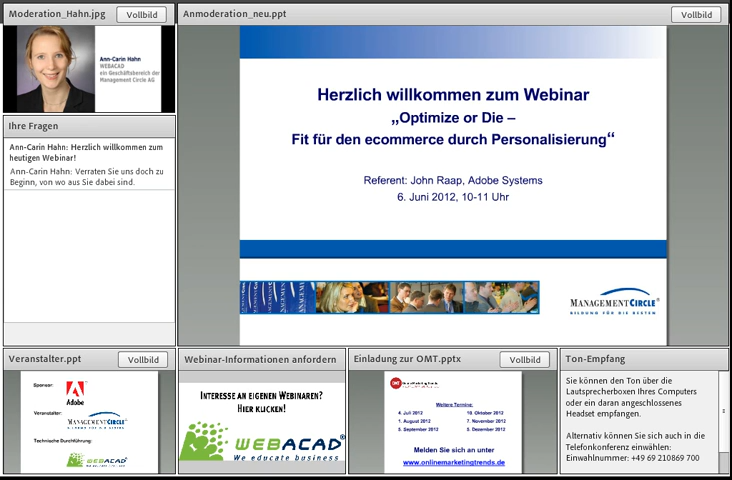 Moderation_Hahn.jpg
Vollbild
Ann-Carin Hahn
WEBACAD
ein Geschäftsbereich der
Management Circle AG
Ihre Fragen
Ann-Carin Hahn: Herzlich willkommen zum
heutigen Webinar!
Ann-Carin Hahn: Verraten Sie uns doch zu
Beginn, von wo aus Sie dabei sind.
Anmoderation_neu.ppt
Vollbild
Herzlich willkommen zum Webinar
„Optimize or Die –
Fit für den ecommerce durch Personalisierung“
Referent: John Raap, Adobe Systems
6. Juni 2012, 10-11 Uhr
MANAGEMENTCIRCLE®
BILDUNG FÜR DIE BESTEN
Veranstalter.ppt
Vollbild
Sponsor:
Adobe
Veranstalter:
MANAGEMENTCIRCLE
Technische Durchführung:
WEBACAD
Webinar-Informationen anfordern
INTERESSE AN EIGENEN WEBINAREN?
HIER KLICKEN!
WEBACAD®
We educate business
Einladung zur OMT.pptx
Vollbild
OMT
Weitere Termine:
4. Juli 2012 10. Oktober 2012
1. August 2012 7. November 2012
5. September 2012 5. Dezember 2012
Melden Sie sich an unter
www.onlinemarketingtrends.de
Ton-Empfang
Sie können den Ton über die
Lautsprecherboxen Ihres Computers
oder ein daran angeschlossenes
Headset empfangen.
Alternativ können Sie sich auch in die
Telefonkonferenz einwählen:
Einwahlnummer: +49 69 210869 700